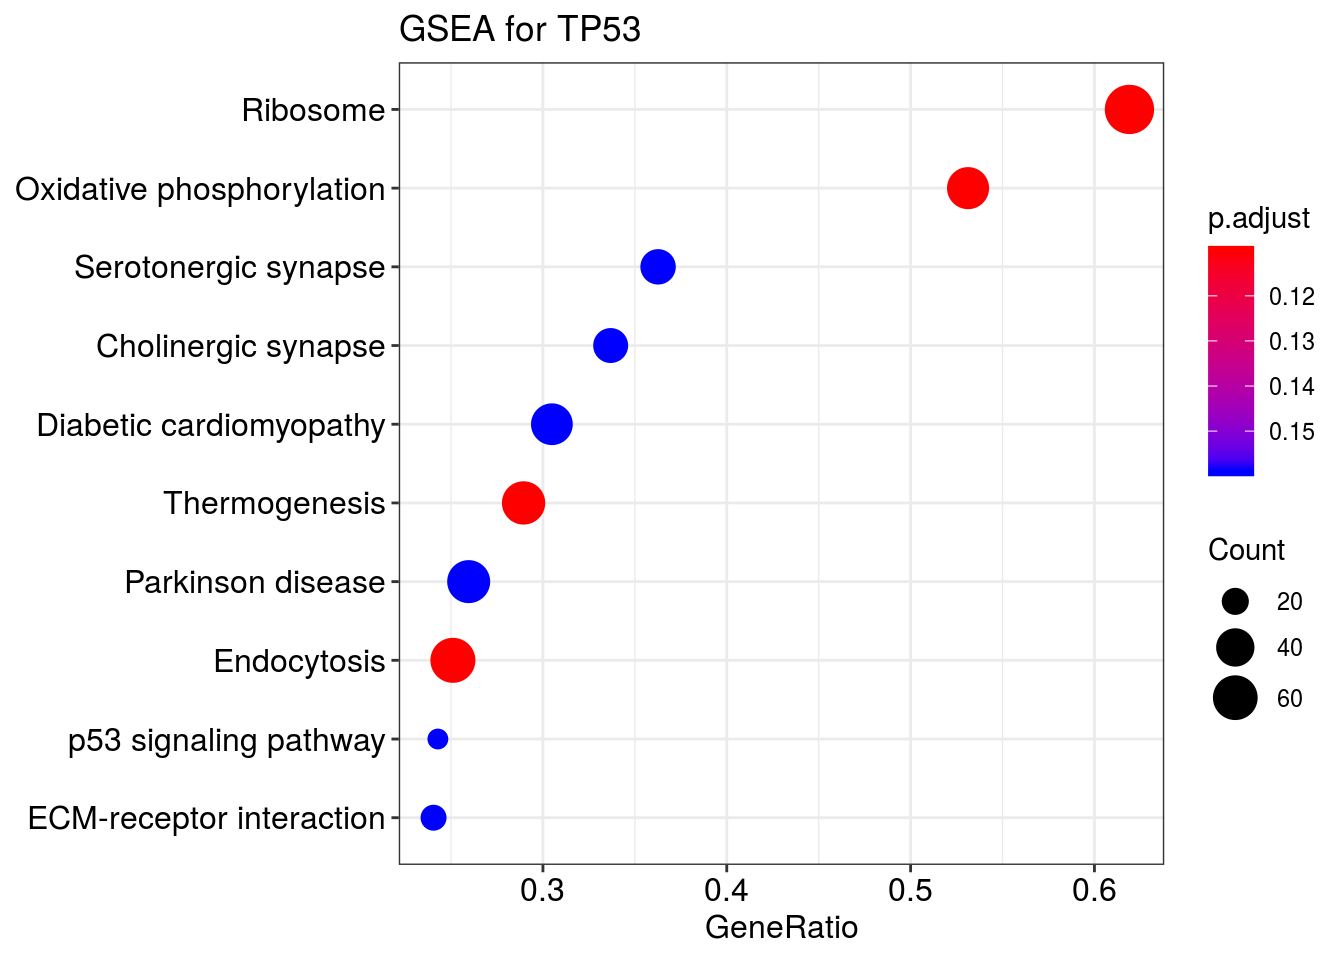 GSEA for TP53
Ribosome
Oxidative phosphorylation
Serotonergic synapse
Cholinergic synapse
Diabetic cardiomyopathy
Thermogenesis
Parkinson disease
Endocytosis
p53 signaling pathway
ECM-receptor interaction
0.3 0.4 0.5 0.6
GeneRatio
p.adjust
0.12
0.13
0.14
0.15
Count
20
40
60